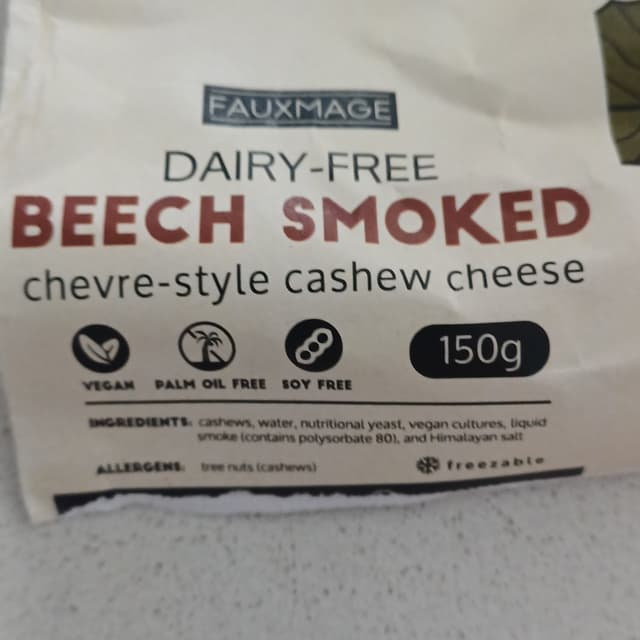 FAUXMAGE
DAIRY-FREE
BEECH SMOKED
chevre-style cashew cheese
VEGAN PALM OIL FREE SOY FREE 150g
INGREDIENTS: cashews, water, nutritional yeast, vegan cultures, liquid
smoke (contains polysorbate 80), and Himalayan salt
ALLERGENS: tree nuts (cashews) freezable